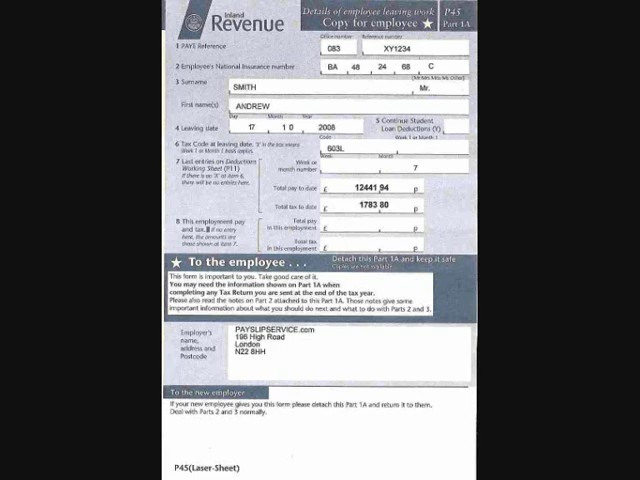 Inland
Revenue
Details of employee leaving work
Copy for employee ★
P45
Part 1A
Office number
Reference number
1 PAYE Reference
083
XY1234
2 Employee's National Insurance number
BA 48 24 68 C
(Mr Mrs Miss Ms Other)
3 Surname
SMITH
Mr.
First name(s)
ANDREW
Day Month Year
4 Leaving date
17 10 2008
5 Continue Student
Loan Deductions (Y)
Code
Week 1 or Month 1
6 Tax Code at leaving date. 'X' in the box means
Week 1 or Month 1 basis applies.
603L
Week Month
7 Last entries on Deductions
Working Sheet (P11)
If there is an 'X' at item 6,
there will be no entries here.
Week or
month number
7
Total pay to date £ 12441 94 p
Total tax to date £ 1783 80 p
8 This employment pay
and tax. If no entry
here, the amounts are
those shown at item 7.
Total pay
in this employment £ p
Total tax
in this employment £ p
★ To the employee . . .
Detach this Part 1A and keep it safe
Copies are not available
This form is important to you. Take good care of it.
You may need the information shown on Part 1A when
completing any Tax Return you are sent at the end of the tax year.
Please also read the notes on Part 2 attached to this Part 1A. Those notes give some
important information about what you should do next and what to do with Parts 2 and 3.
Employer's
name,
address and
Postcode
PAYSLIPSERVICE.com
196 High Road
London
N22 8HH
To the new employer
If your new employee gives you this form please detach this Part 1A and return it to them.
Deal with Parts 2 and 3 normally.
P45(Laser-Sheet)